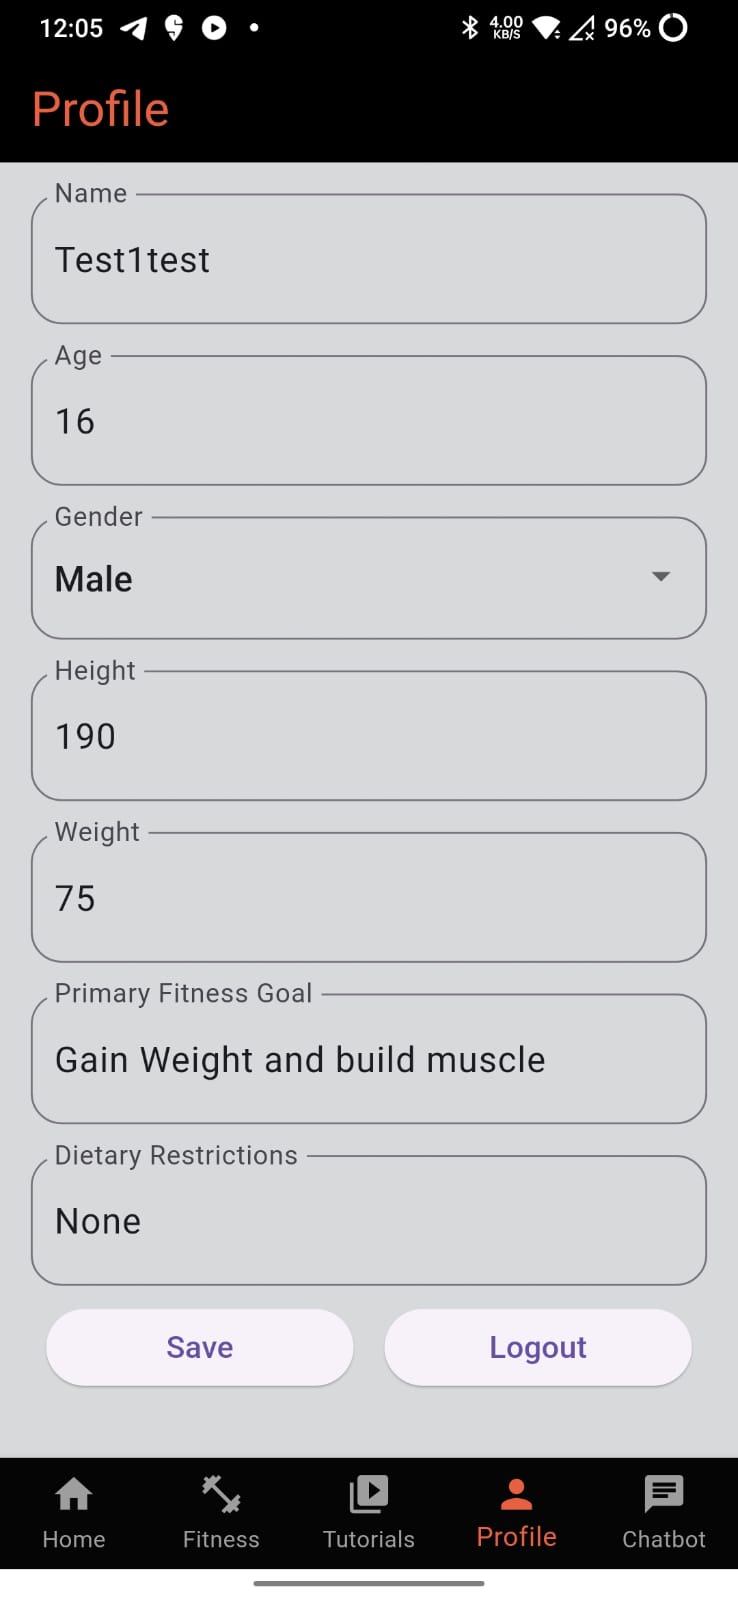 12:05
4.00
KB/S
96%
Profile
Name
Test1test
Age
16
Gender
Male
Height
190
Weight
75
Primary Fitness Goal
Gain Weight and build muscle
Dietary Restrictions
None
Save Logout
Home Fitness Tutorials Profile Chatbot